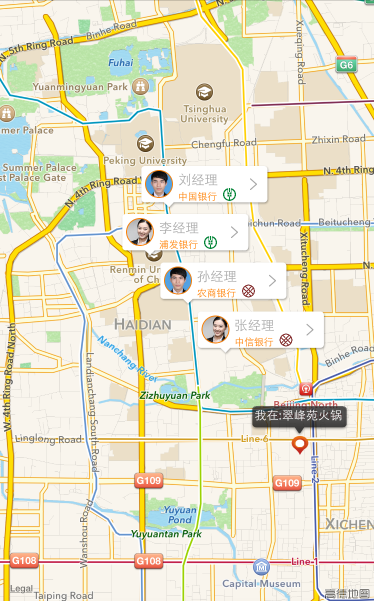 N. 5th Ring Road
Binhe Road
Xueqing Road
G6
Fuhai
Yuanmingyuan Park
Tsinghua
University
mer Palace
Chengfu Road
Zhixin Road
Peking University
Summer Palace
st Palace Gate
N. 4th Ring Road
N. 4th Ring Road
刘经理
中国银行
李经理
浦发银行
ichun-Road
Beitucheng-
Renmin U
of Ch
Xitucheng Road
孙经理
农商银行
HAIDIAN
张经理
中信银行
N. 4th Ring Road North
Nanchang River
Landianchang South Road
Binhe Road
Zizhuyuan Park
Beijing-North
我在:翠峰苑火锅
Linglong Road
Line-6
G109
G109
Line-2
Yuyuan
Pond
Wanshou Road
Yuyuantan Park
XICHEN
G108
G108
Line-1
Legal
Taiping Road
Capital Museum
高德地图